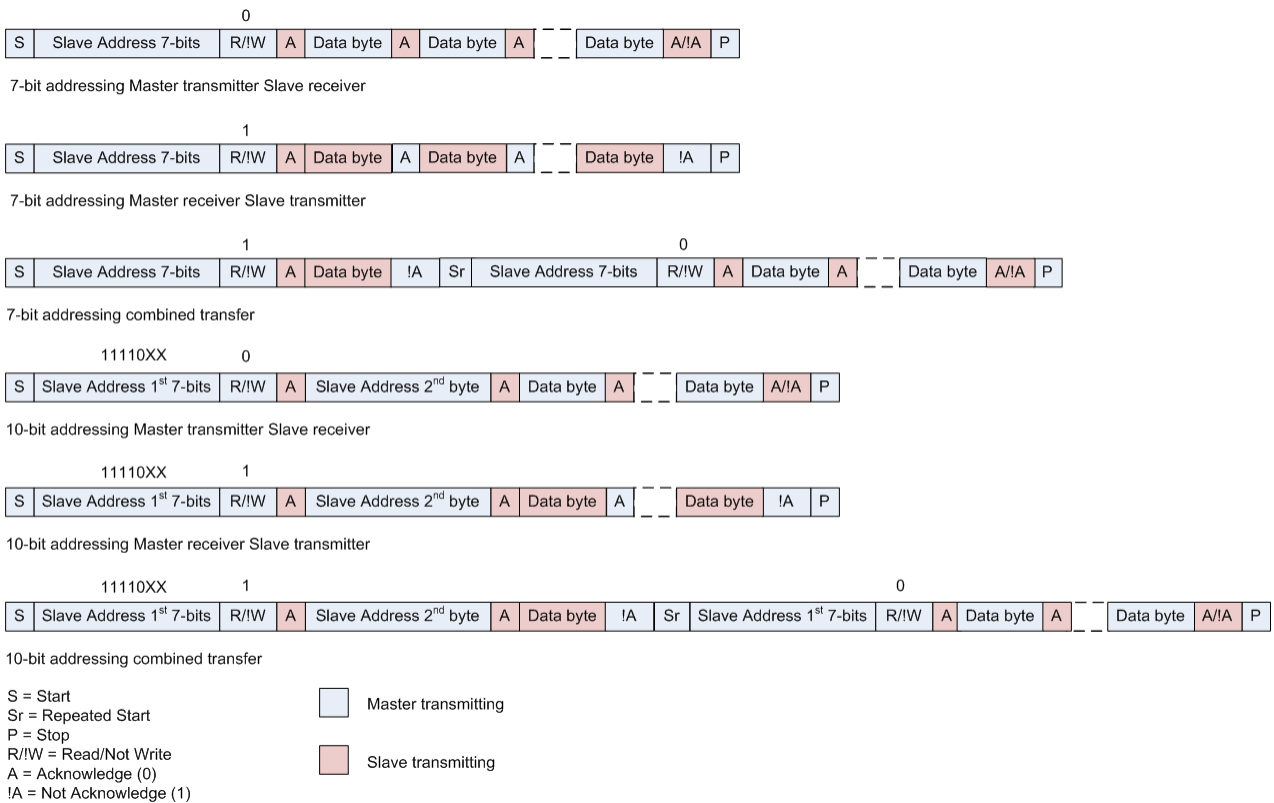 0
S Slave Address 7-bits R/!W A Data byte A Data byte A Data byte A/!A P
7-bit addressing Master transmitter Slave receiver
1
S Slave Address 7-bits R/!W A Data byte A Data byte A Data byte !A P
7-bit addressing Master receiver Slave transmitter
1 0
S Slave Address 7-bits R/!W A Data byte !A Sr Slave Address 7-bits R/!W A Data byte A Data byte A/!A P
7-bit addressing combined transfer
11110XX 0
S Slave Address 1st 7-bits R/!W A Slave Address 2nd byte A Data byte A Data byte A/!A P
10-bit addressing Master transmitter Slave receiver
11110XX 1
S Slave Address 1st 7-bits R/!W A Slave Address 2nd byte A Data byte A Data byte !A P
10-bit addressing Master receiver Slave transmitter
11110XX 1 0
S Slave Address 1st 7-bits R/!W A Slave Address 2nd byte A Data byte !A Sr Slave Address 1st 7-bits R/!W A Data byte A Data byte A/!A P
10-bit addressing combined transfer
S = Start
Sr = Repeated Start
P = Stop
R/!W = Read/Not Write
A = Acknowledge (0)
!A = Not Acknowledge (1)
Master transmitting
Slave transmitting